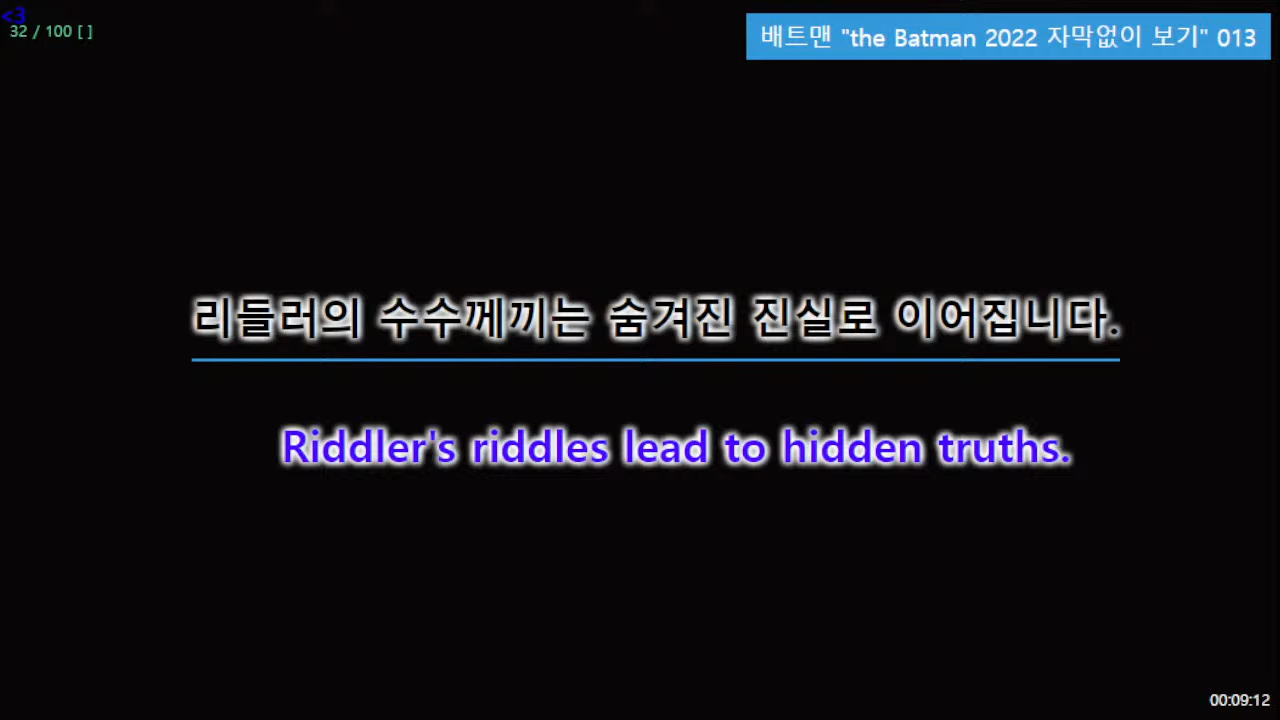 <3
32 / 100 [ ]
배트맨 "the Batman 2022 자막없이 보기" 013
리들러의 수수께끼는 숨겨진 진실로 이어집니다.
Riddler's riddles lead to hidden truths.
00:09:12